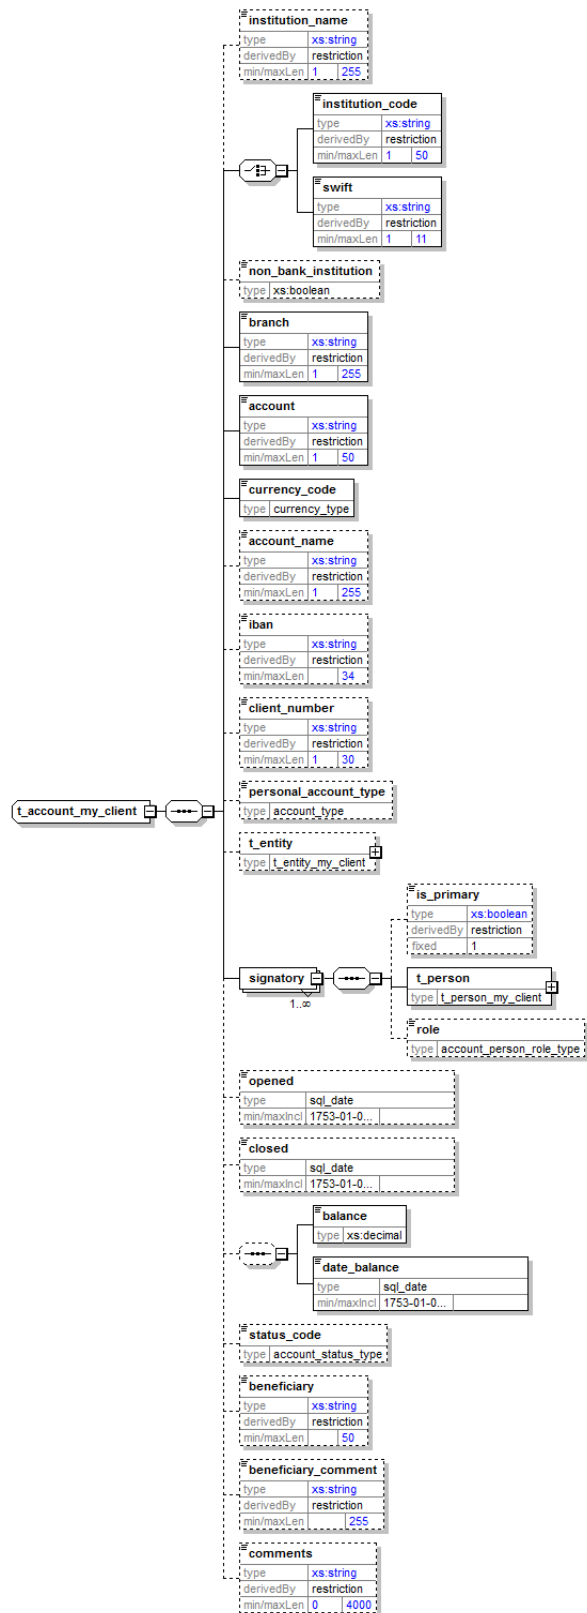 institution_name
type xs:string
derivedBy restriction
min/maxLen 1 255
institution_code
type xs:string
derivedBy restriction
min/maxLen 1 50
swift
type xs:string
derivedBy restriction
min/maxLen 1 11
non_bank_institution
type xs:boolean
branch
type xs:string
derivedBy restriction
min/maxLen 1 255
account
type xs:string
derivedBy restriction
min/maxLen 1 50
currency_code
type currency_type
account_name
type xs:string
derivedBy restriction
min/maxLen 1 255
iban
type xs:string
derivedBy restriction
min/maxLen 34
client_number
type xs:string
derivedBy restriction
min/maxLen 1 30
t_account_my_client
personal_account_type
type account_type
t_entity
type t_entity_my_client
is_primary
type xs:boolean
derivedBy restriction
fixed 1
signatory
1..∞
t_person
type t_person_my_client
role
type account_person_role_type
opened
type sql_date
min/maxIncl 1753-01-0...
closed
type sql_date
min/maxIncl 1753-01-0...
balance
type xs:decimal
date_balance
type sql_date
min/maxIncl 1753-01-0...
status_code
type account_status_type
beneficiary
type xs:string
derivedBy restriction
min/maxLen 50
beneficiary_comment
type xs:string
derivedBy restriction
min/maxLen 255
comments
type xs:string
derivedBy restriction
min/maxLen 0 4000